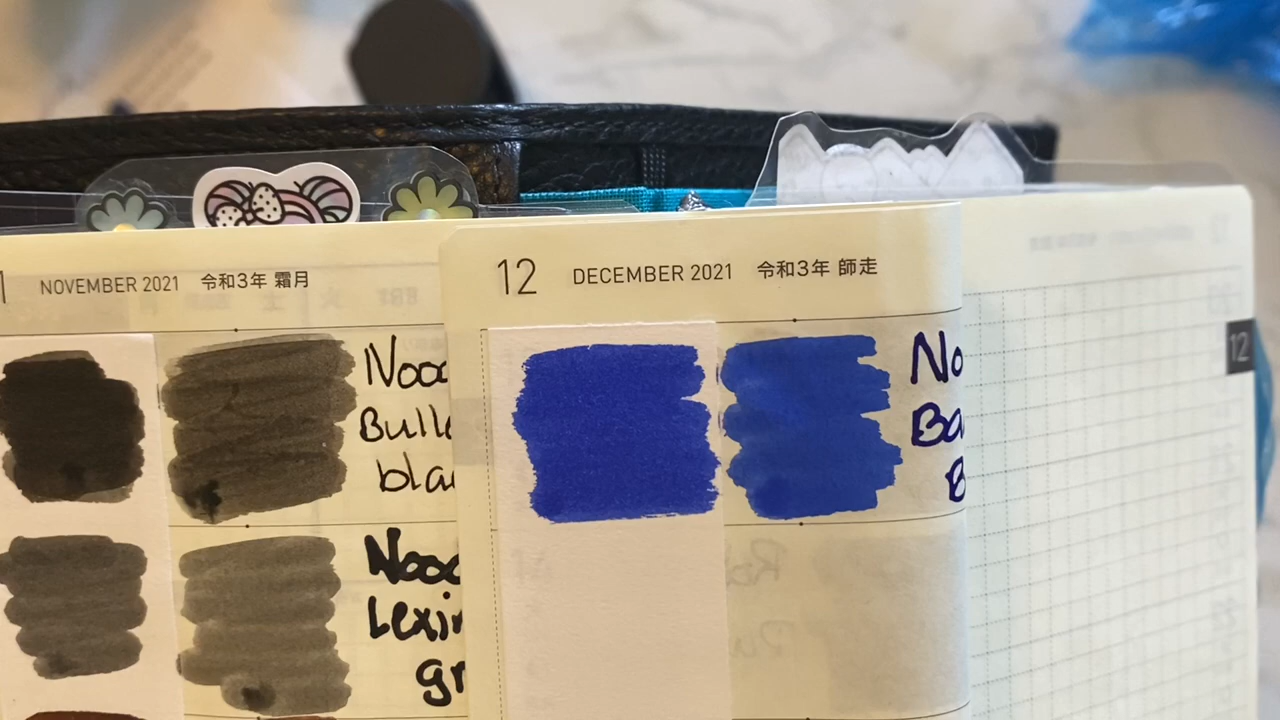 NOVEMBER 2021 令和3年 霜月
Nood
Bulle
blac
Nood
Lexin
gr
12 DECEMBER 2021 令和3年 師走
No
Ba
B
12